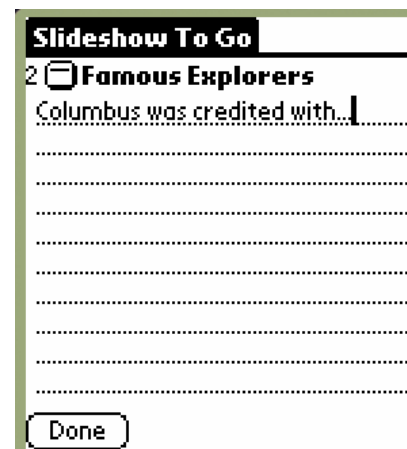 Slideshow To Go
2 Famous Explorers
Columbus was credited with...
Done